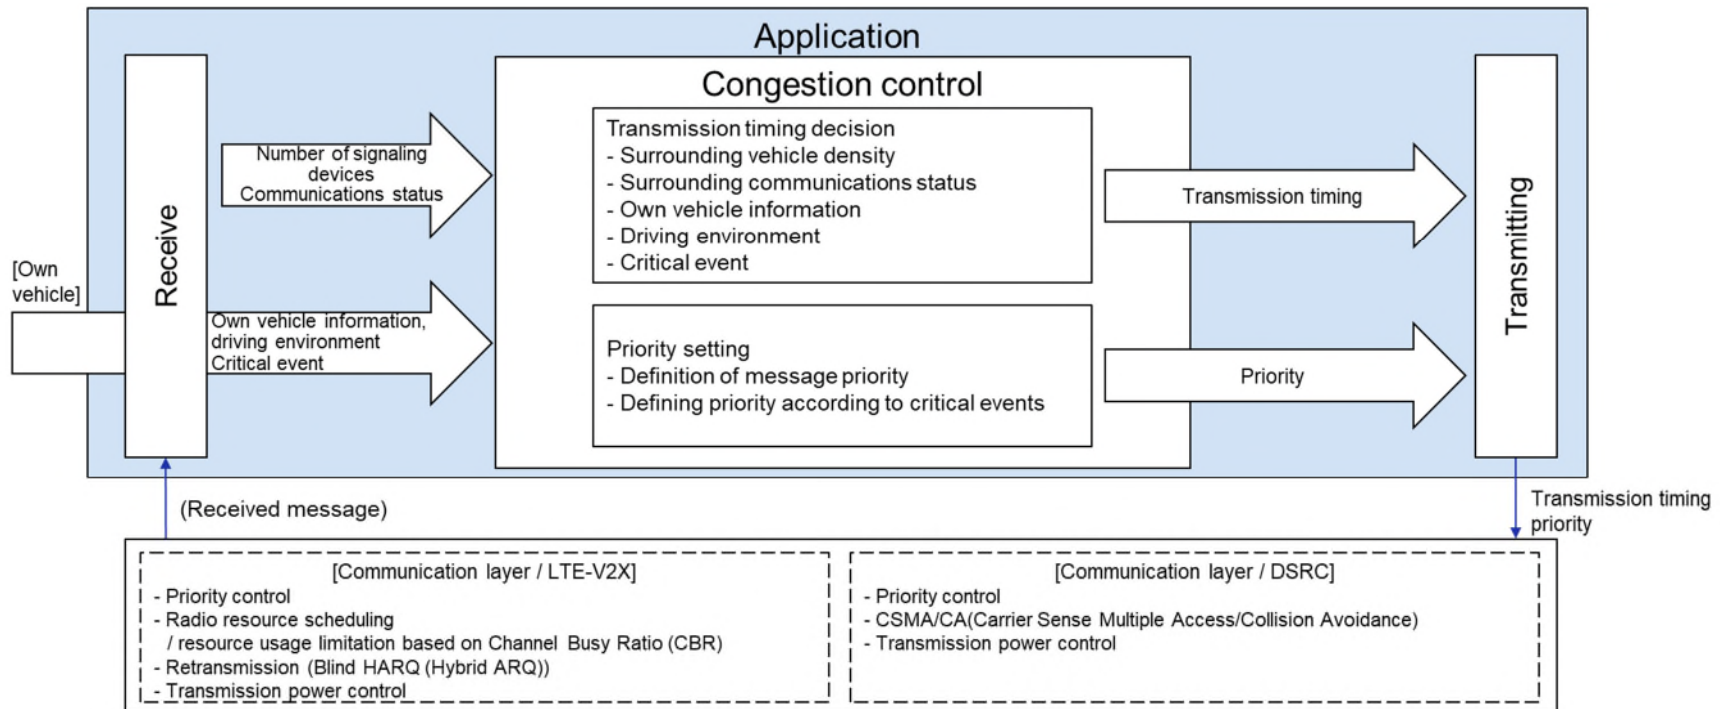 Application
Congestion control
Transmission timing decision
- Surrounding vehicle density
- Surrounding communications status
- Own vehicle information
- Driving environment
- Critical event
Number of signaling
devices
Communications status
Receive
[Own
vehicle]
Own vehicle information,
driving environment
Critical event
Priority setting
- Definition of message priority
- Defining priority according to critical events
Transmission timing
Priority
Transmitting
(Received message)
Transmission timing
priority
[Communication layer / LTE-V2X]
- Priority control
- Radio resource scheduling
/ resource usage limitation based on Channel Busy Ratio (CBR)
- Retransmission (Blind HARQ (Hybrid ARQ))
- Transmission power control
[Communication layer / DSRC]
- Priority control
- CSMA/CA(Carrier Sense Multiple Access/Collision Avoidance)
- Transmission power control